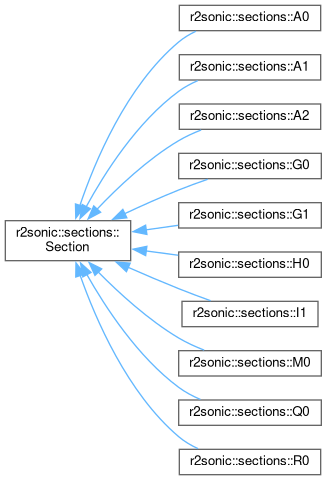 r2sonic::sections::A0
r2sonic::sections::A1
r2sonic::sections::A2
r2sonic::sections::G0
r2sonic::sections::
Section
r2sonic::sections::G1
r2sonic::sections::H0
r2sonic::sections::I1
r2sonic::sections::M0
r2sonic::sections::Q0
r2sonic::sections::R0